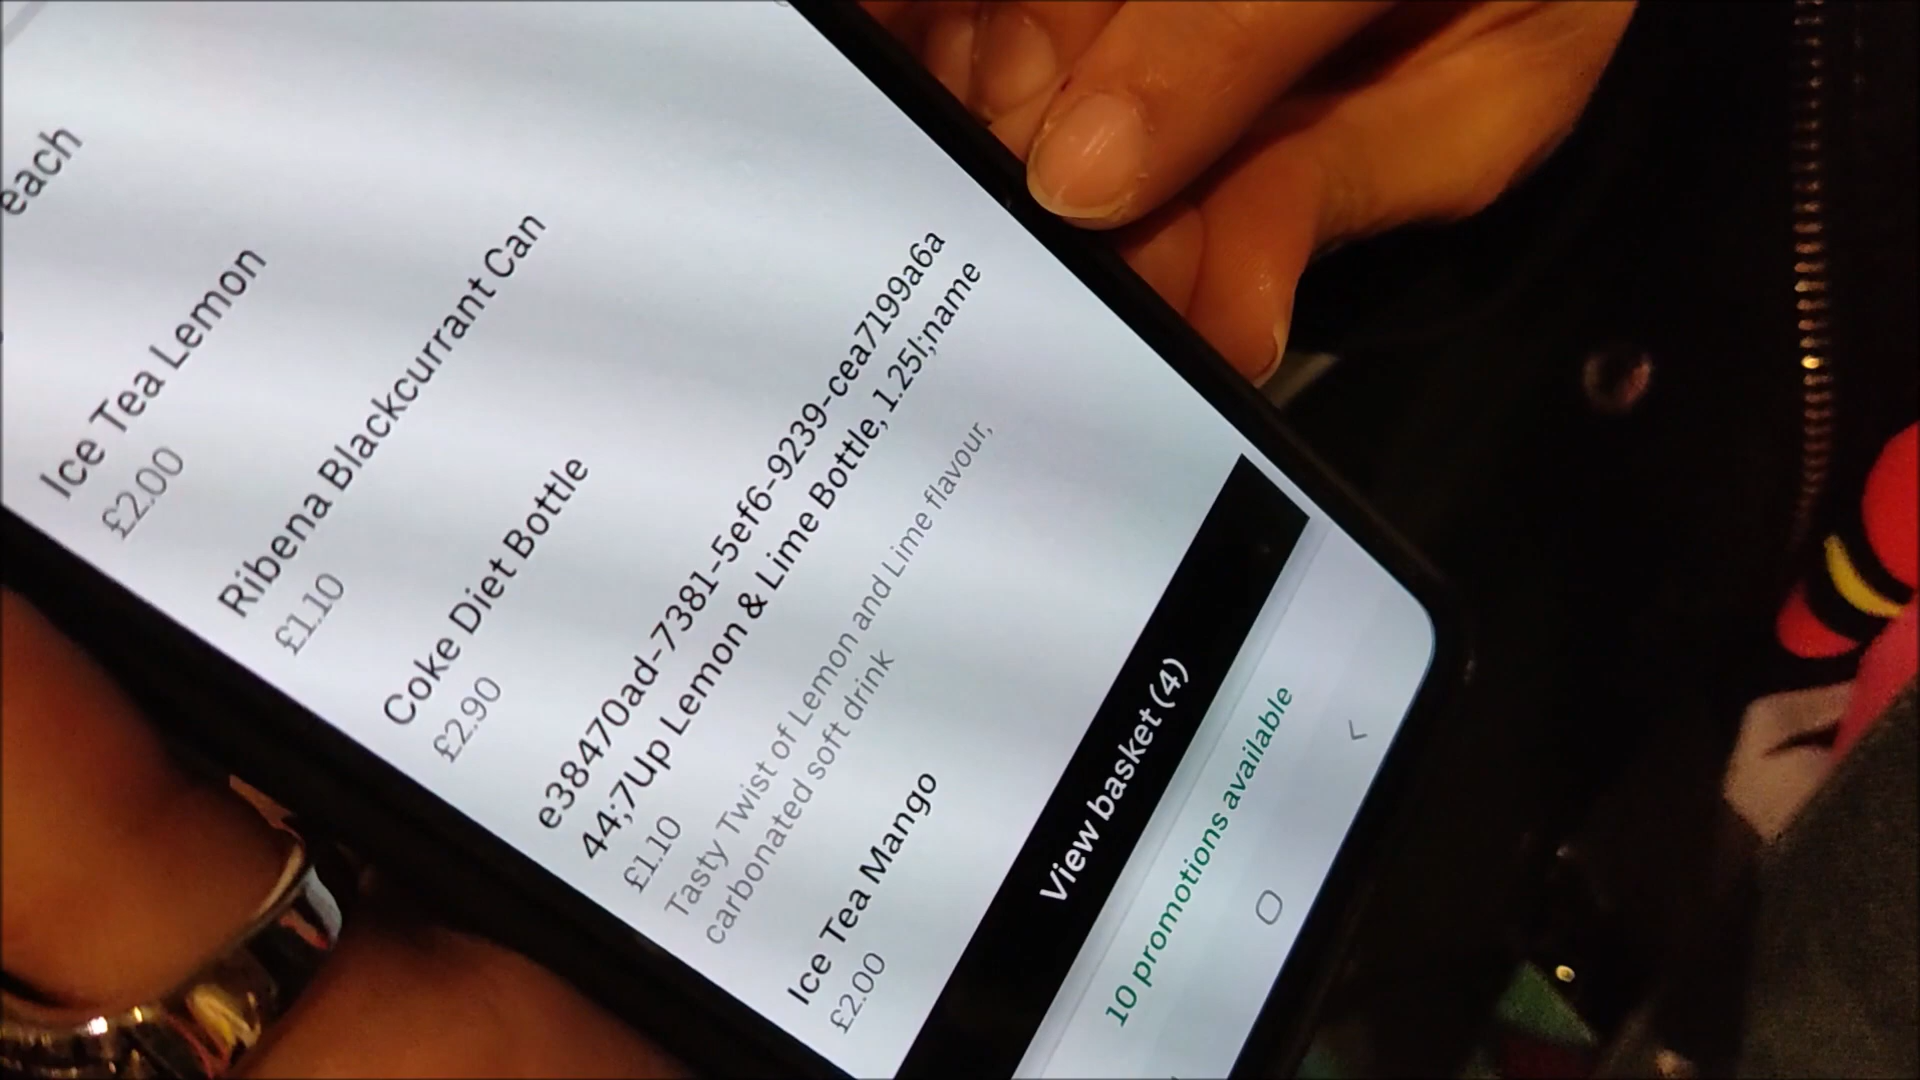 each
Ice Tea Lemon
£2.00
Ribena Blackcurrant Can
£1.10
Coke Diet Bottle
£2.90
e38470ad-7381-5ef6-9239-cea7199a6a
44;7Up Lemon & Lime Bottle, 1.25l;name
£1.10
Tasty Twist of Lemon and Lime flavour,
carbonated soft drink
Ice Tea Mango
£2.00
View basket (4)
10 promotions available